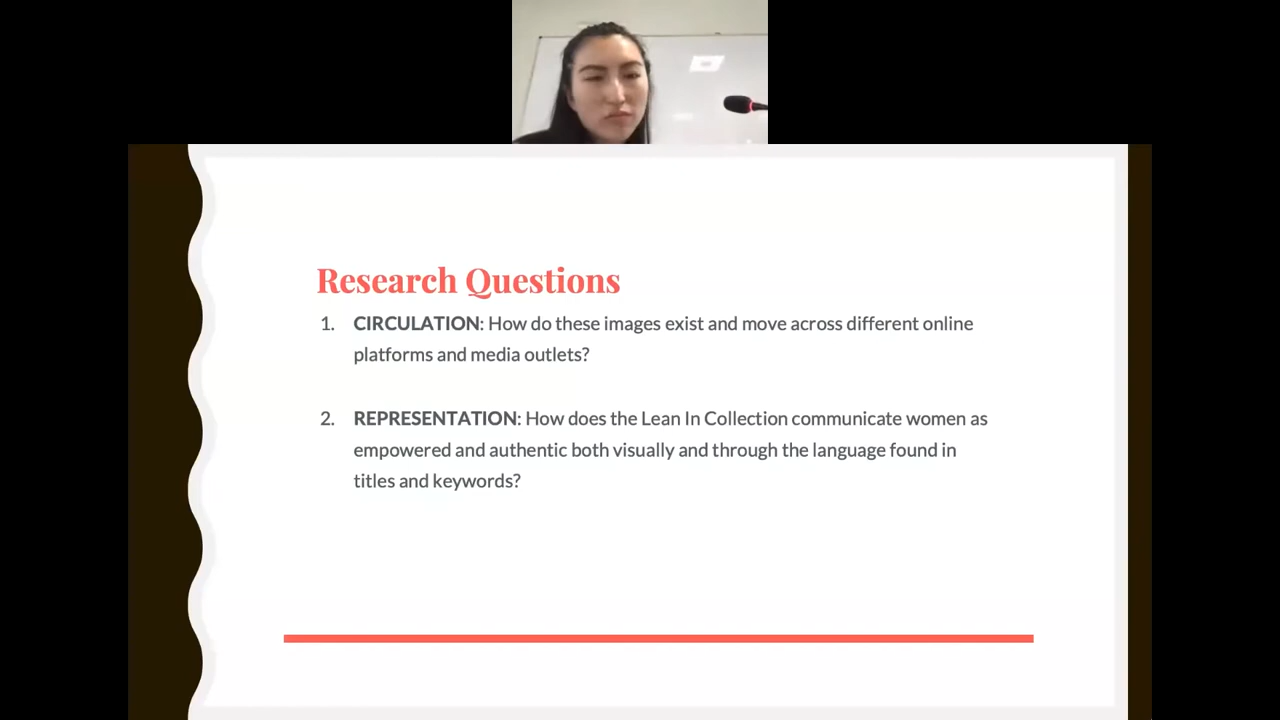 Research Questions
1. CIRCULATION: How do these images exist and move across different online
platforms and media outlets?
2. REPRESENTATION: How does the Lean In Collection communicate women as
empowered and authentic both visually and through the language found in
titles and keywords?